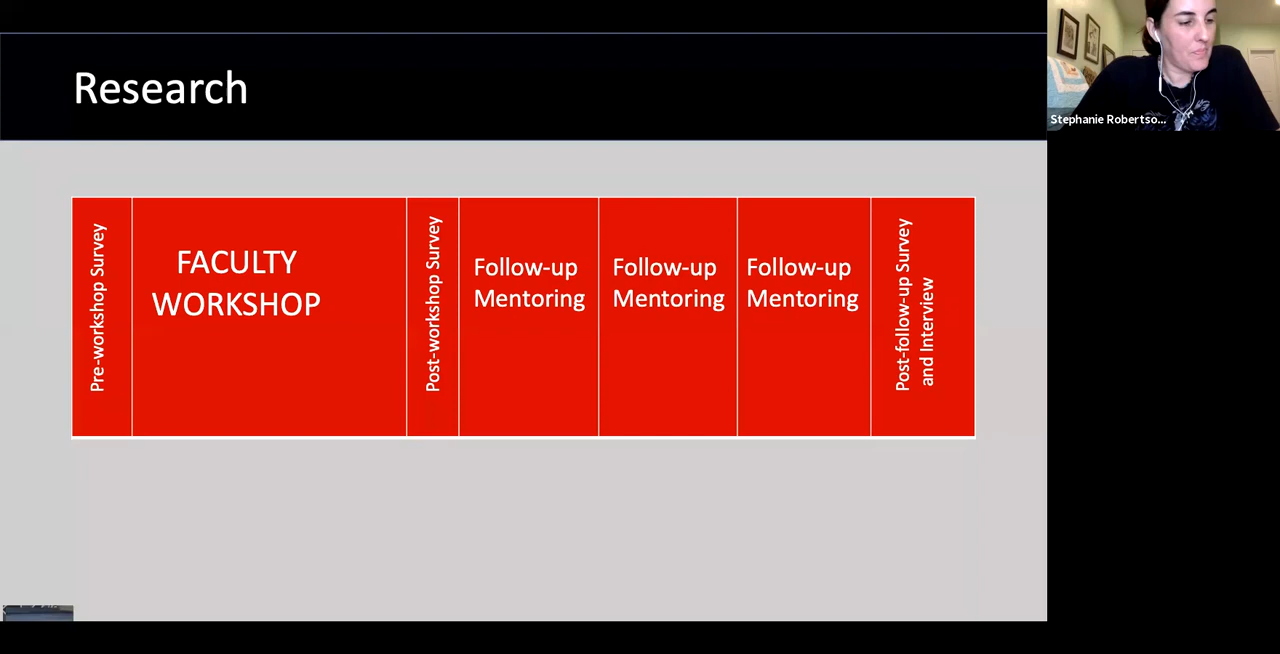 Research
Stephanie Robertso...
Pre-workshop Survey
FACULTY
WORKSHOP
Post-workshop Survey
Follow-up
Mentoring
Follow-up
Mentoring
Follow-up
Mentoring
Post-follow-up Survey
and Interview